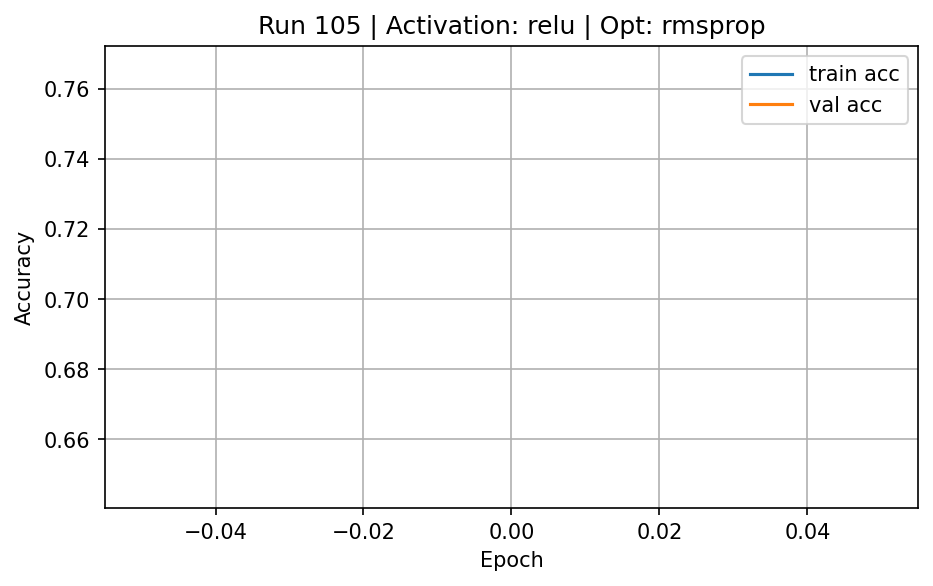 Run 105 | Activation: relu | Opt: rmsprop
train acc
val acc
Accuracy
0.76
0.74
0.72
0.70
0.68
0.66
−0.04
−0.02
0.00
0.02
0.04
Epoch